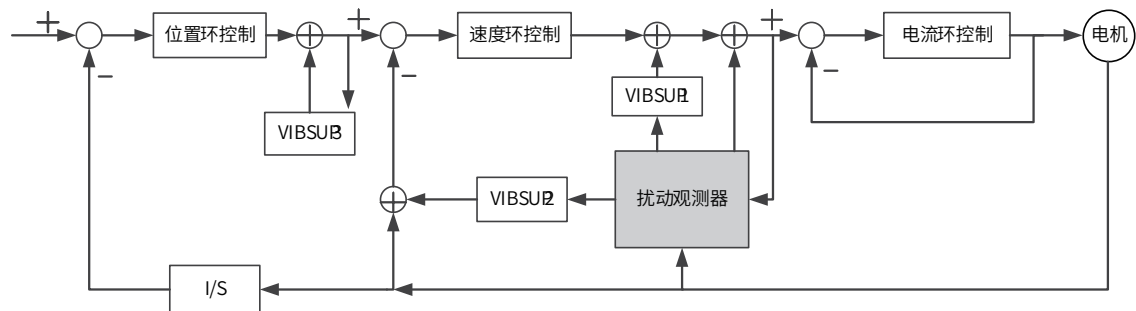 + + +
位置环控制
速度环控制
电流环控制
电机
− − −
VIBSUP1
VIBSUP3
VIBSUP2
扰动观测器
I/S